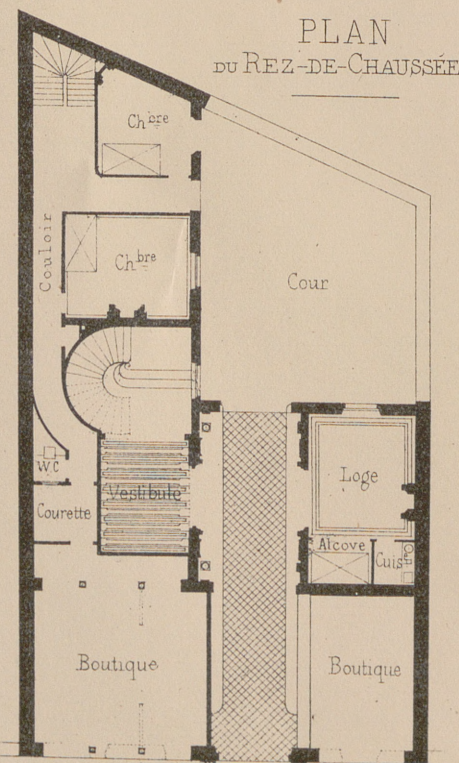 PLAN
DU REZ-DE-CHAUSSÉE
Chbre
Couloir
Chbre
Cour
W.C
Vestibule
Loge
Courette
Alcove
Cuis
Boutique
Boutique